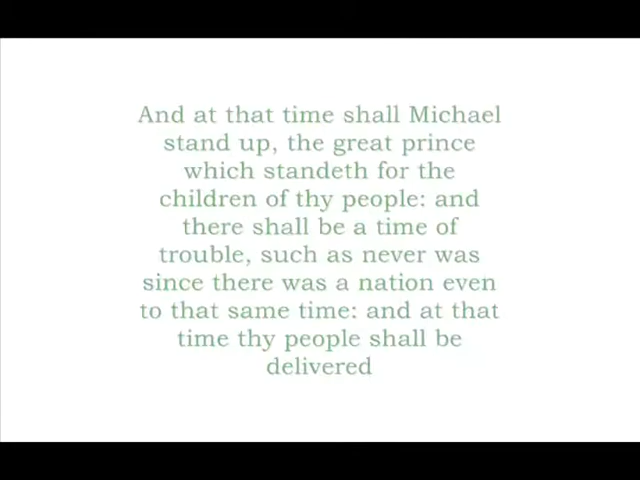 And at that time shall Michael
stand up, the great prince
which standeth for the
children of thy people: and
there shall be a time of
trouble, such as never was
since there was a nation even
to that same time: and at that
time thy people shall be
delivered